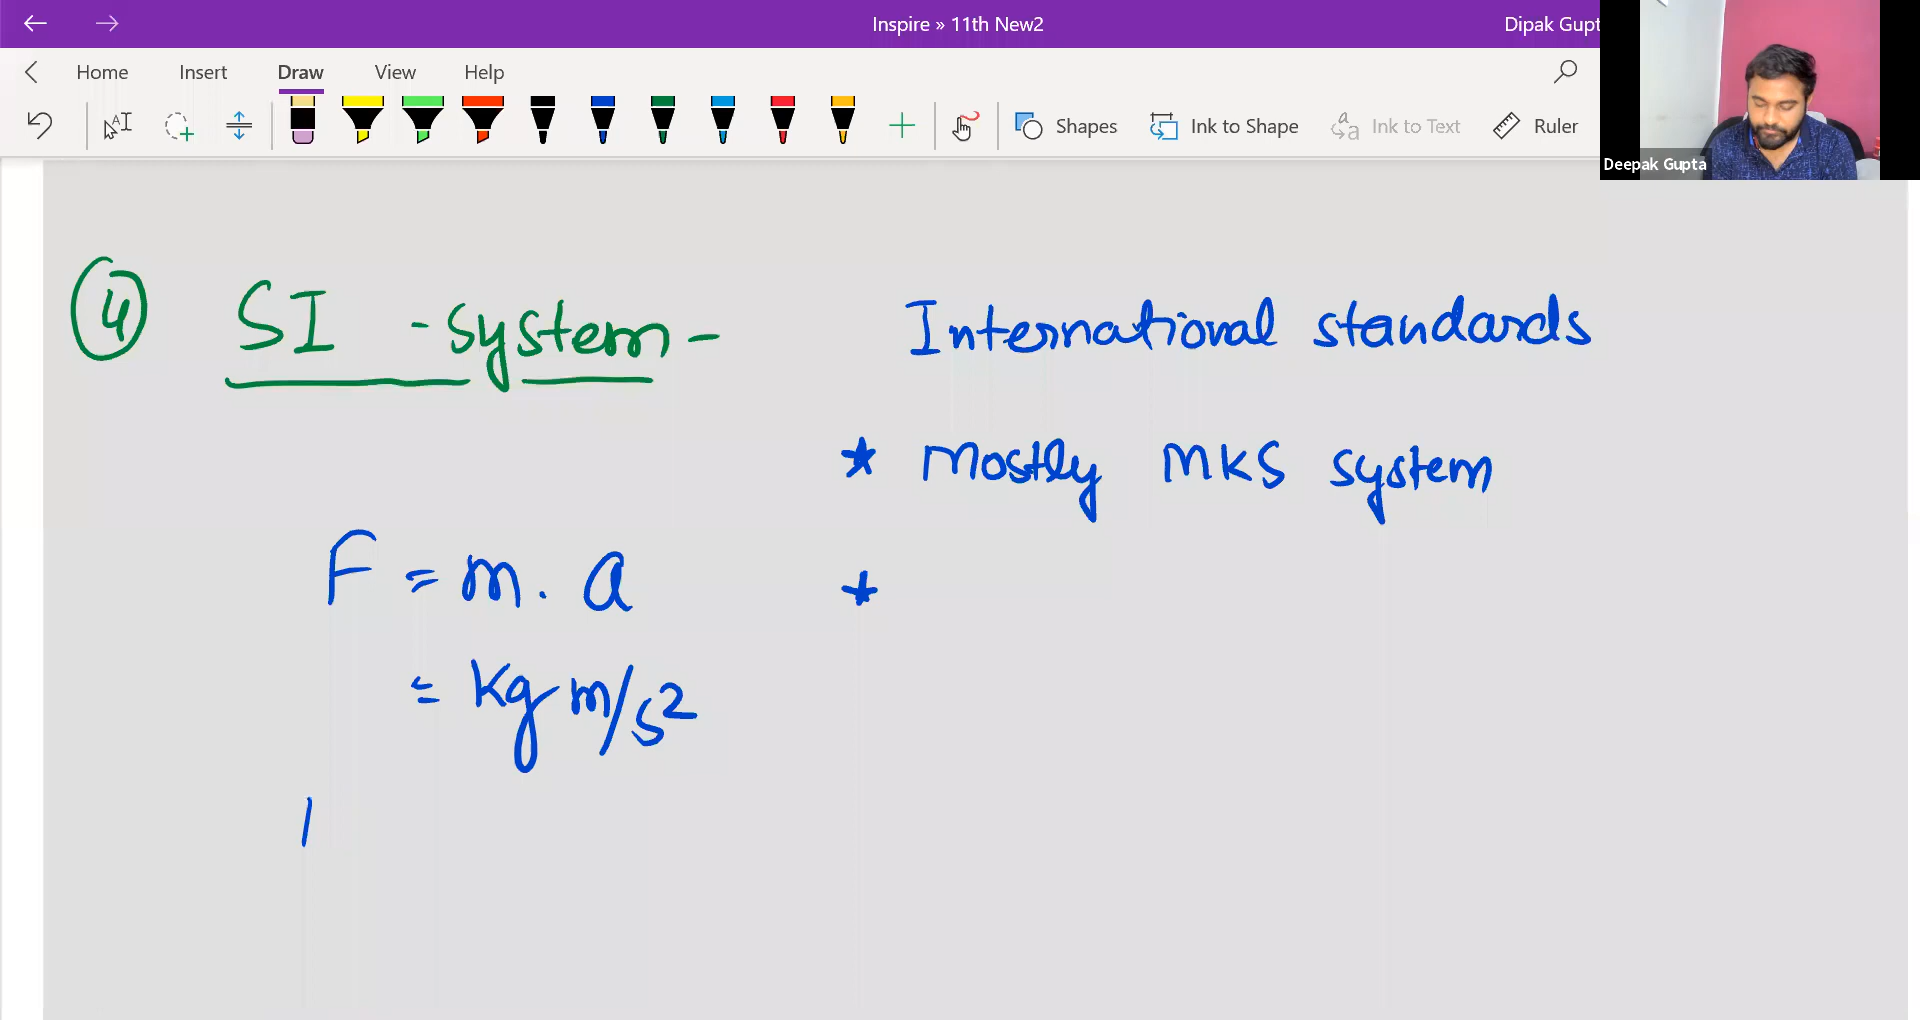 Inspire » 11th New2
Dipak Gupt
Home Insert Draw View Help
Shapes Ink to Shape Ink to Text Ruler
Deepak Gupta
4 SI - system - International standards
* Mostly MKS system
F = m . a *
= kg m/s²